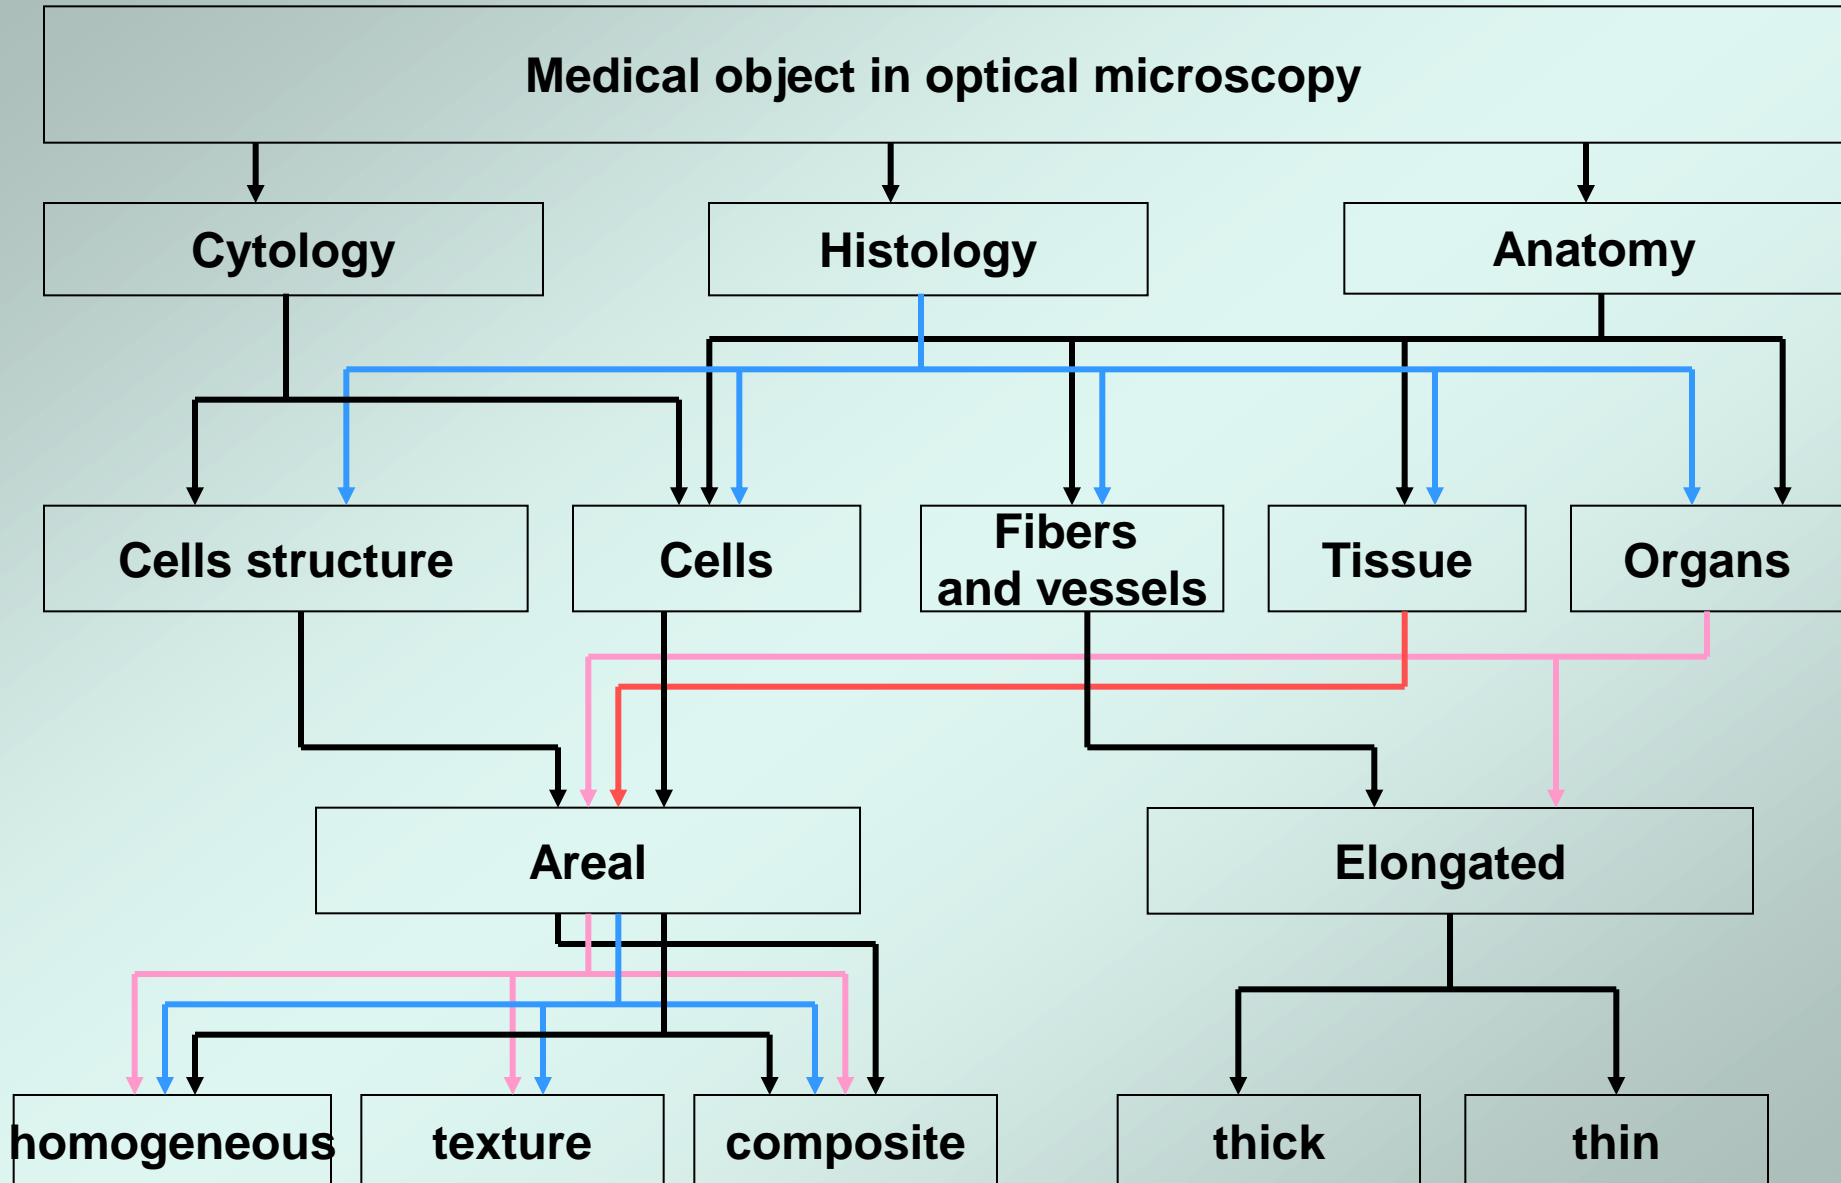 Medical object in optical microscopy
Cytology
Histology
Anatomy
Cells structure
Cells
Fibers
and vessels
Tissue
Organs
Areal
Elongated
homogeneous
texture
composite
thick
thin